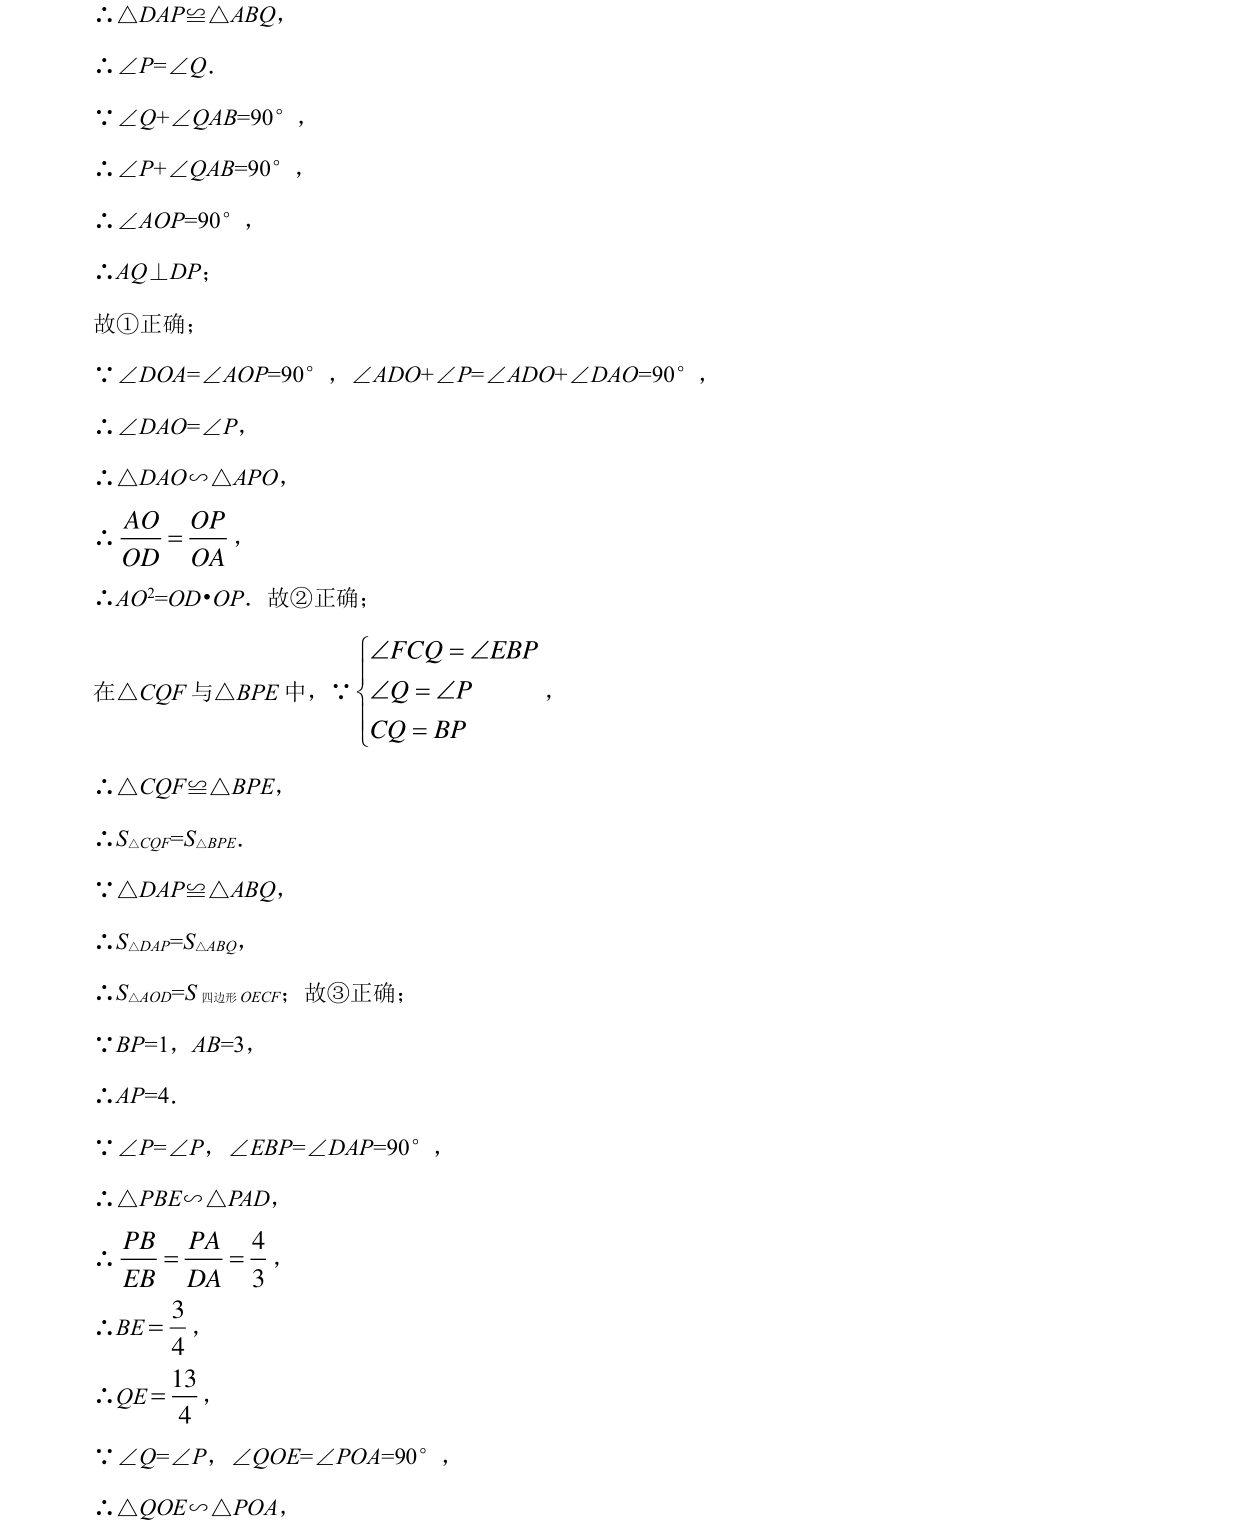 ∴△DAP≌△ABQ，
∴∠P=∠Q．
∵∠Q+∠QAB=90°，
∴∠P+∠QAB=90°，
∴∠AOP=90°，
∴AQ⊥DP；
故①正确；
∵∠DOA=∠AOP=90°，∠ADO+∠P=∠ADO+∠DAO=90°，
∴∠DAO=∠P，
∴△DAO∽△APO，
∴AO/OD=OP/OA，
∴AO²=OD•OP．故②正确；
在△CQF与△BPE中，∵{∠FCQ=∠EBP
∠Q=∠P
CQ=BP，
∴△CQF≌△BPE，
∴S△CQF=S△BPE．
∵△DAP≌△ABQ，
∴S△DAP=S△ABQ，
∴S△AOD=S四边形OECF；故③正确；
∵BP=1，AB=3，
∴AP=4．
∵∠P=∠P，∠EBP=∠DAP=90°，
∴△PBE∽△PAD，
∴PB/EB=PA/DA=4/3，
∴BE=3/4，
∴QE=13/4，
∵∠Q=∠P，∠QOE=∠POA=90°，
∴△QOE∽△POA，